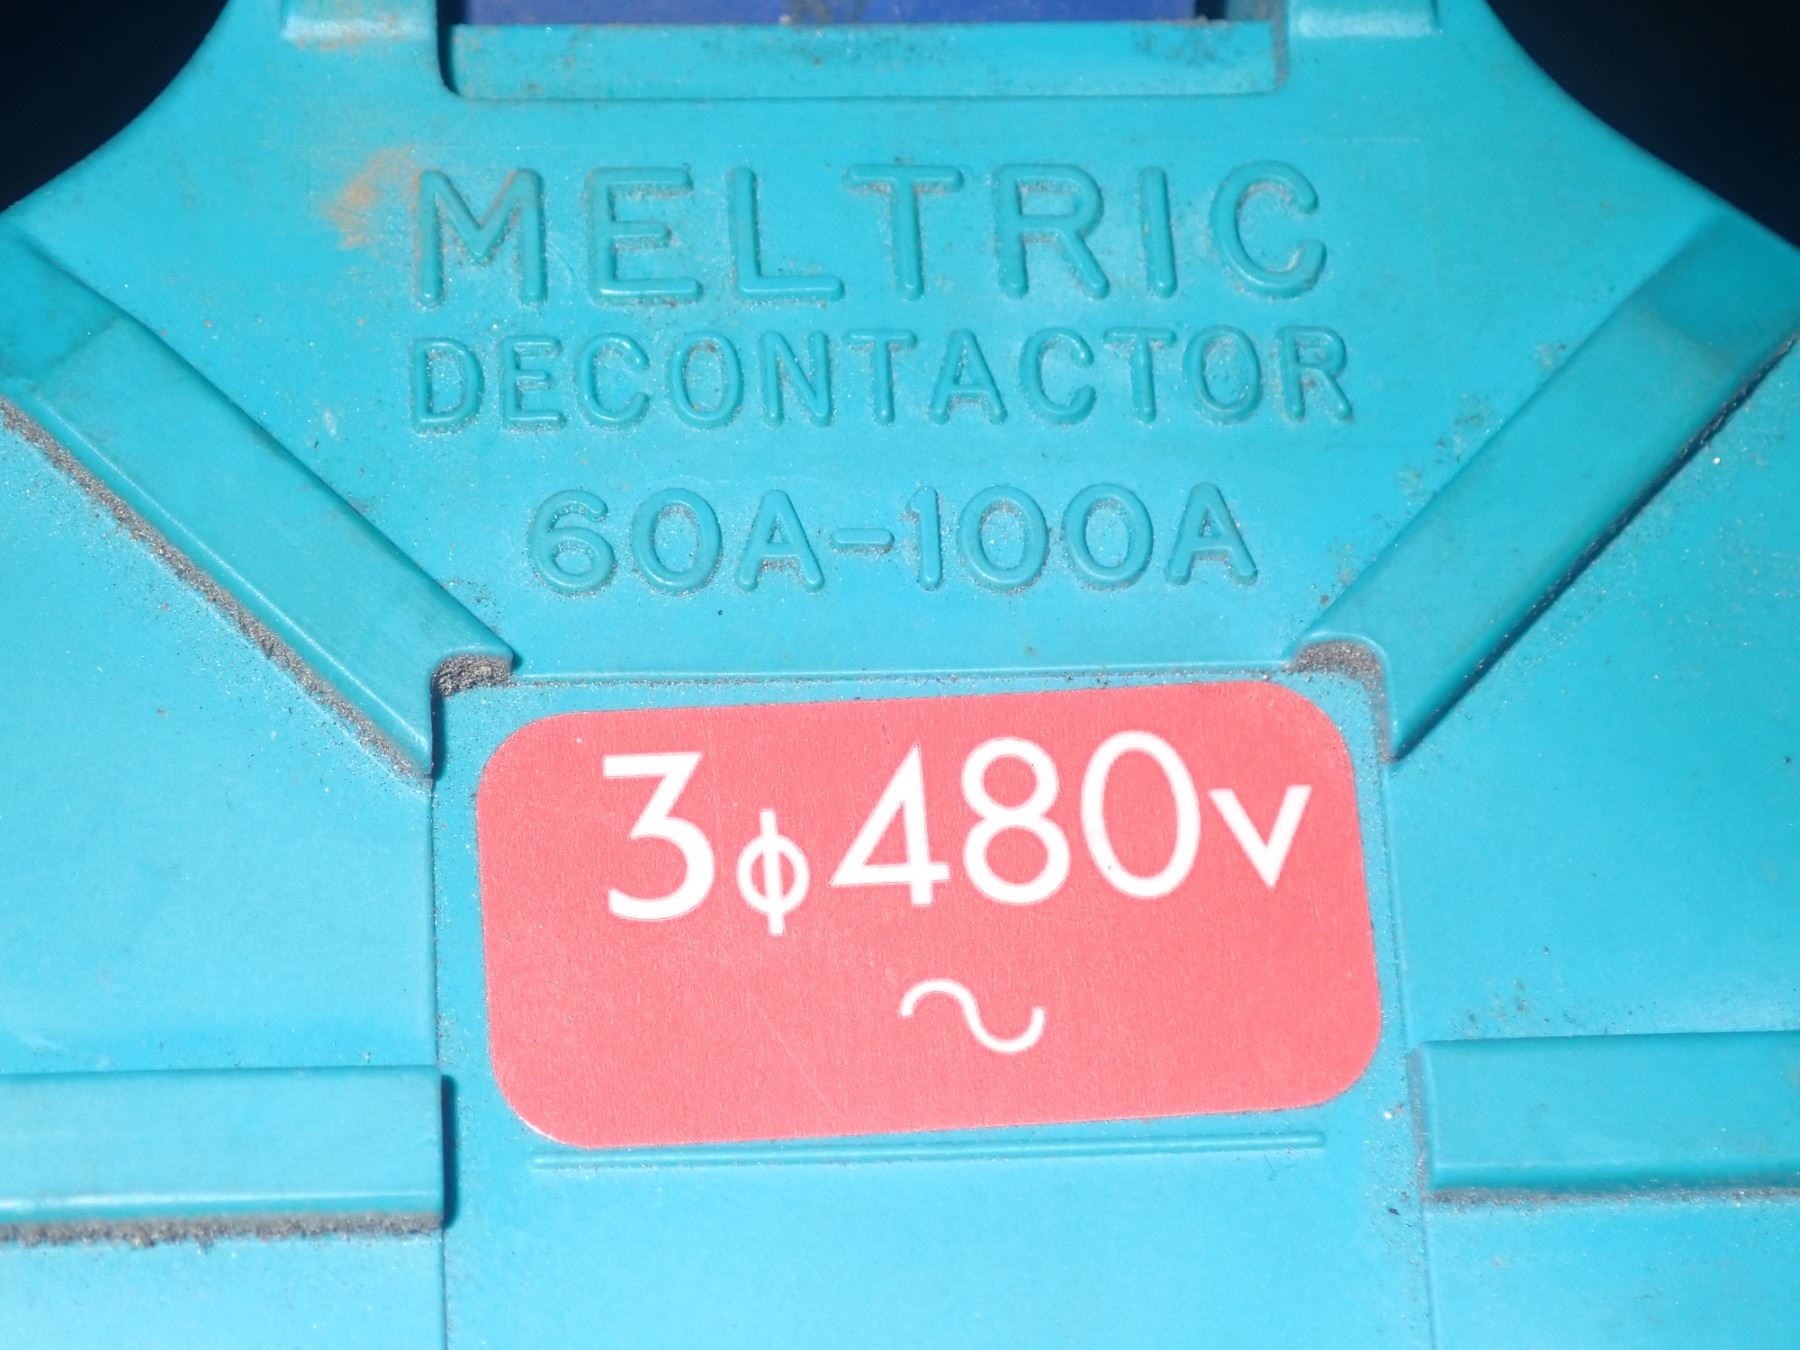 MELTRIC
DECONTACTOR
60A-100A
3ϕ480v
~